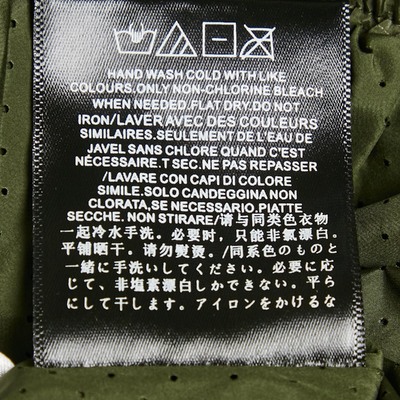 HAND WASH COLD WITH LIKE
COLOURS. ONLY NON-CHLORINE BLEACH
WHEN NEEDED. FLAT DRY. DO NOT
IRON/LAVER AVEC DES COULEURS
SIMILAIRES. SEULEMENT DE L'EAU DE
JAVEL SANS CHLORE QUAND C'EST
NÉCESSAIRE. T SEC. NE PAS REPASSER
/LAVARE CON CAPI DI COLORE
SIMILE. SOLO CANDEGGINA NON
CLORATA, SE NECESSARIO. PIATTE
SECCHE. NON STIRARE/请与同类色衣物
一起冷水手洗。必要时，只能非氯漂白。
平铺晒干。请勿熨烫。/同系色のものと
一緒に手洗いしてください。必要に応
じて、非塩素漂白しかできない。平ら
にして干します。アイロンをかけるな